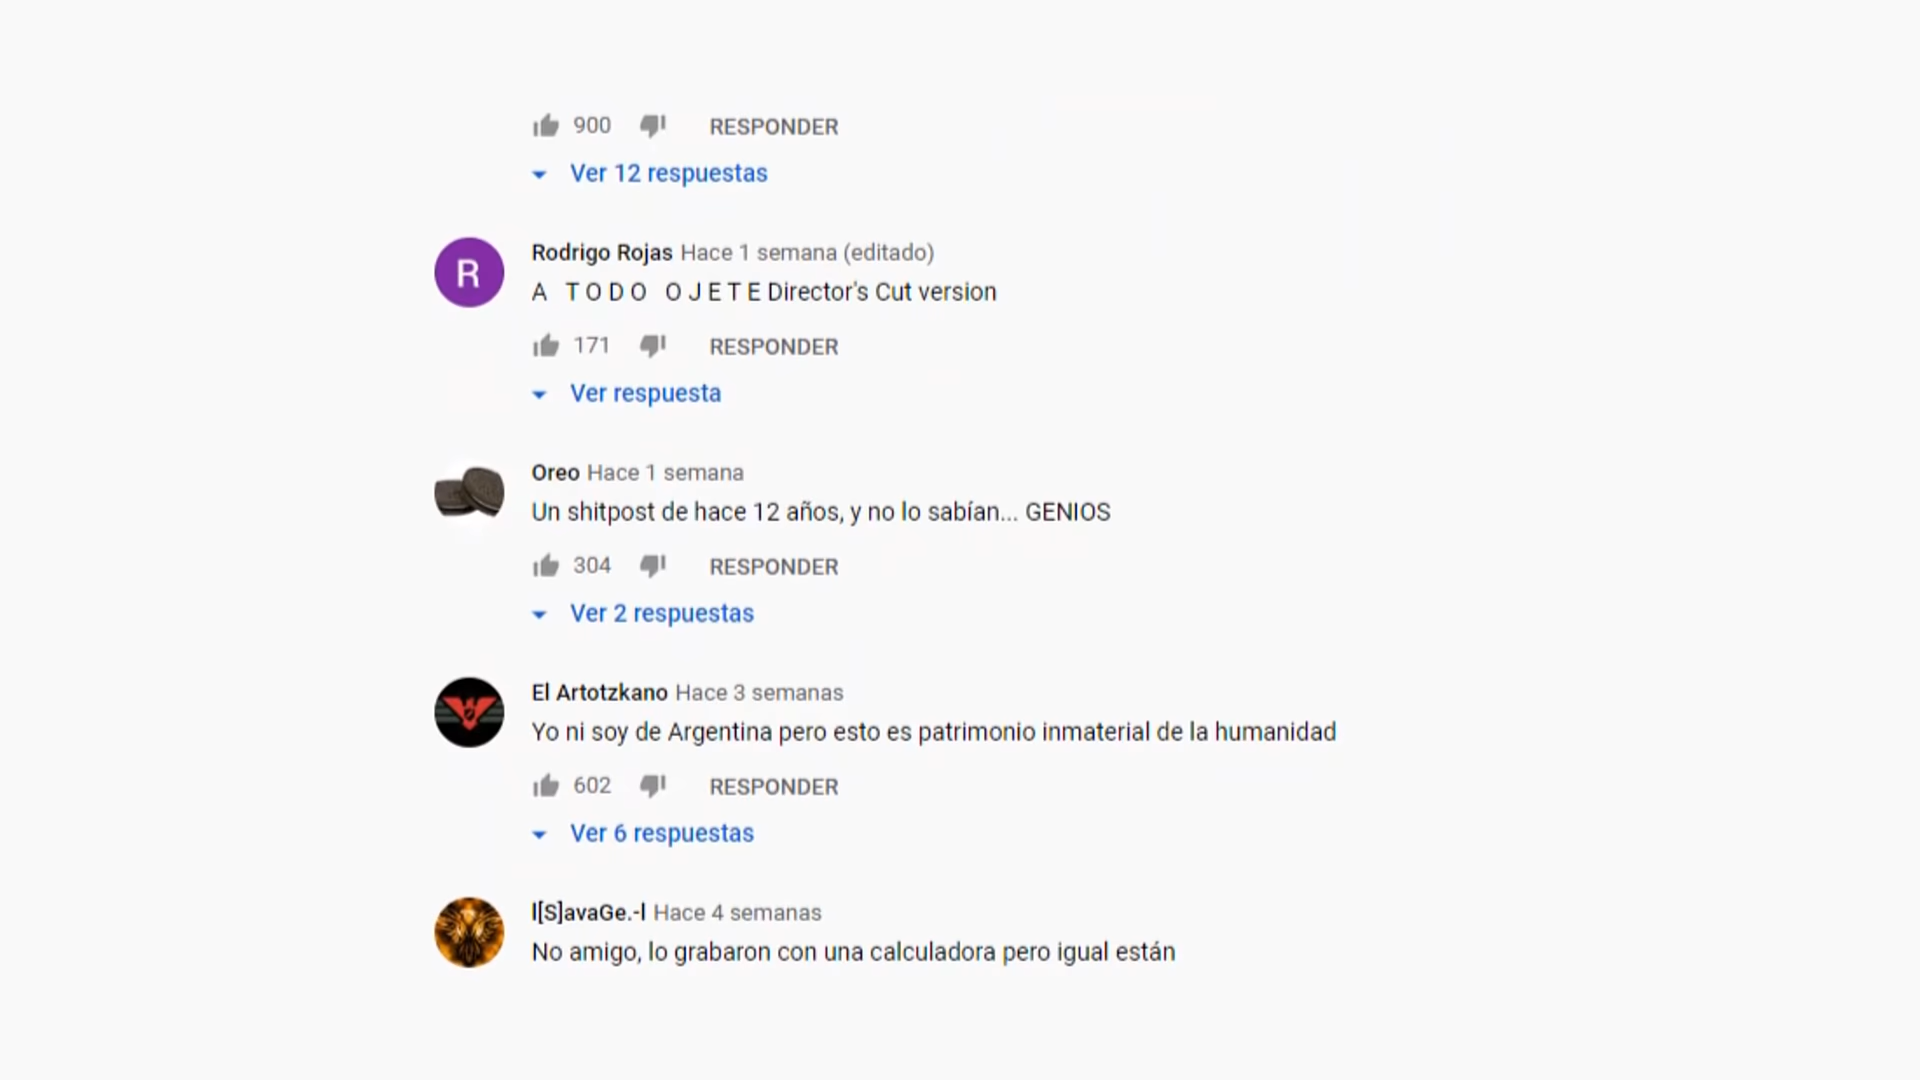 900 RESPONDER
Ver 12 respuestas
R
Rodrigo Rojas Hace 1 semana (editado)
A T O D O O J E T E Director's Cut version
171 RESPONDER
Ver respuesta
Oreo Hace 1 semana
Un shitpost de hace 12 años, y no lo sabían... GENIOS
304 RESPONDER
Ver 2 respuestas
El Artotzkano Hace 3 semanas
Yo ni soy de Argentina pero esto es patrimonio inmaterial de la humanidad
602 RESPONDER
Ver 6 respuestas
l[S]avaGe.-l Hace 4 semanas
No amigo, lo grabaron con una calculadora pero igual están